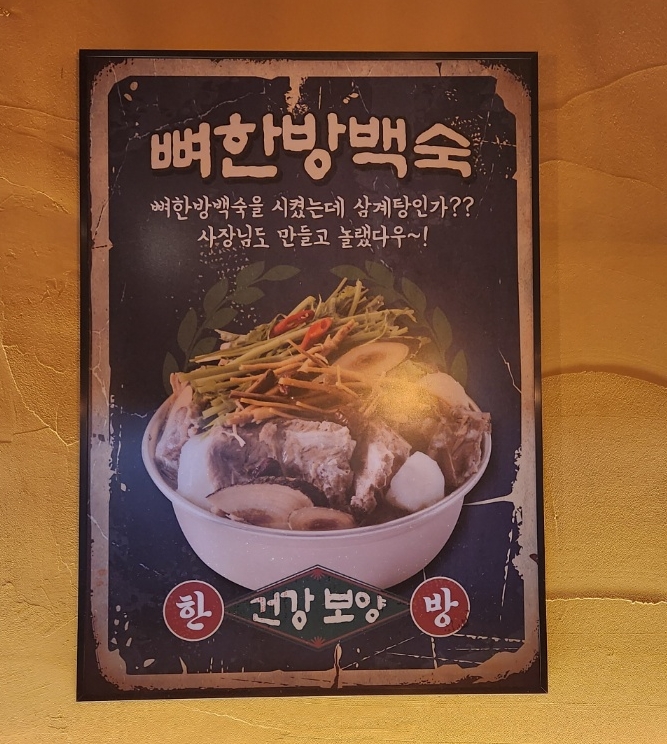 뼈한방백숙
뼈한방백숙을 시켰는데 삼계탕인가??
사장님도 만들고 놀랬다우~!
한 건강 보양 방